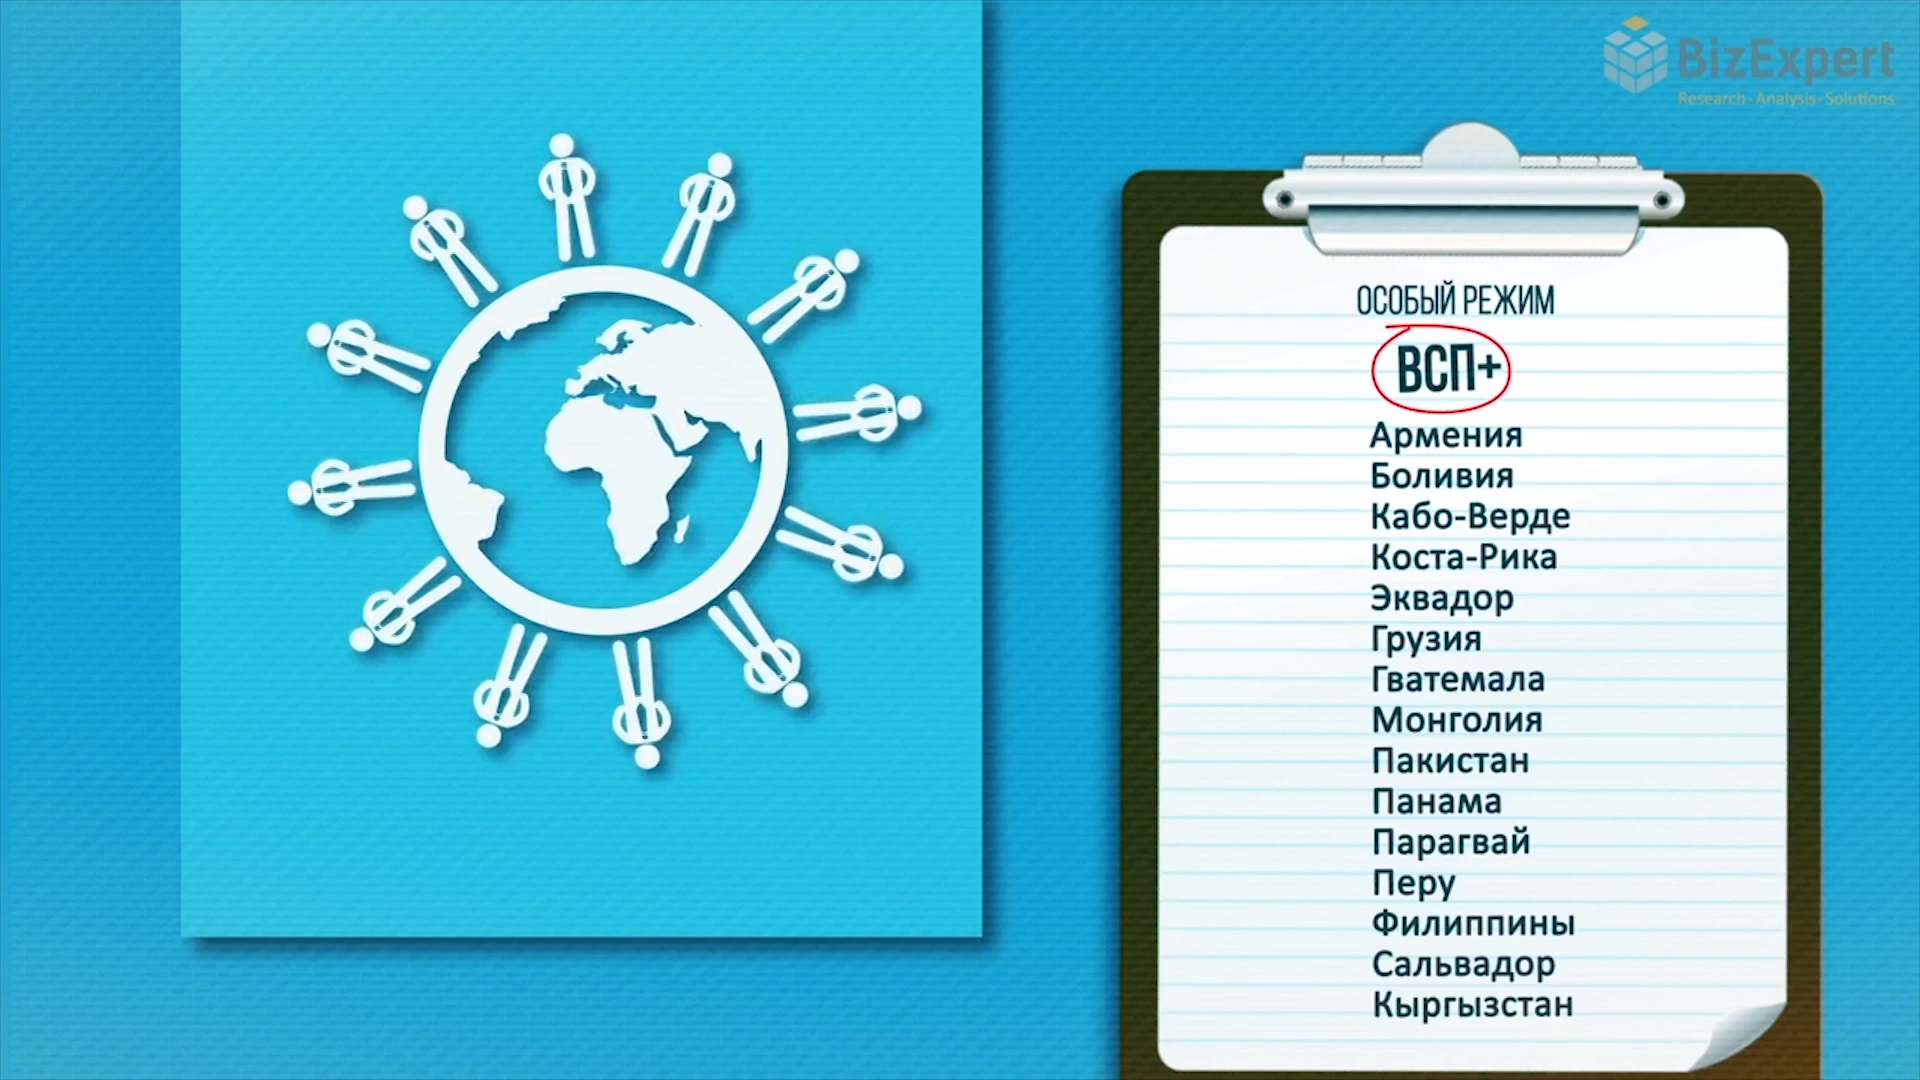 BizExpert
Research - Analysis - Solutions
ОСОБЫЙ РЕЖИМ
ВСП+
Армения
Боливия
Кабо-Верде
Коста-Рика
Эквадор
Грузия
Гватемала
Монголия
Пакистан
Панама
Парагвай
Перу
Филиппины
Сальвадор
Кыргызстан